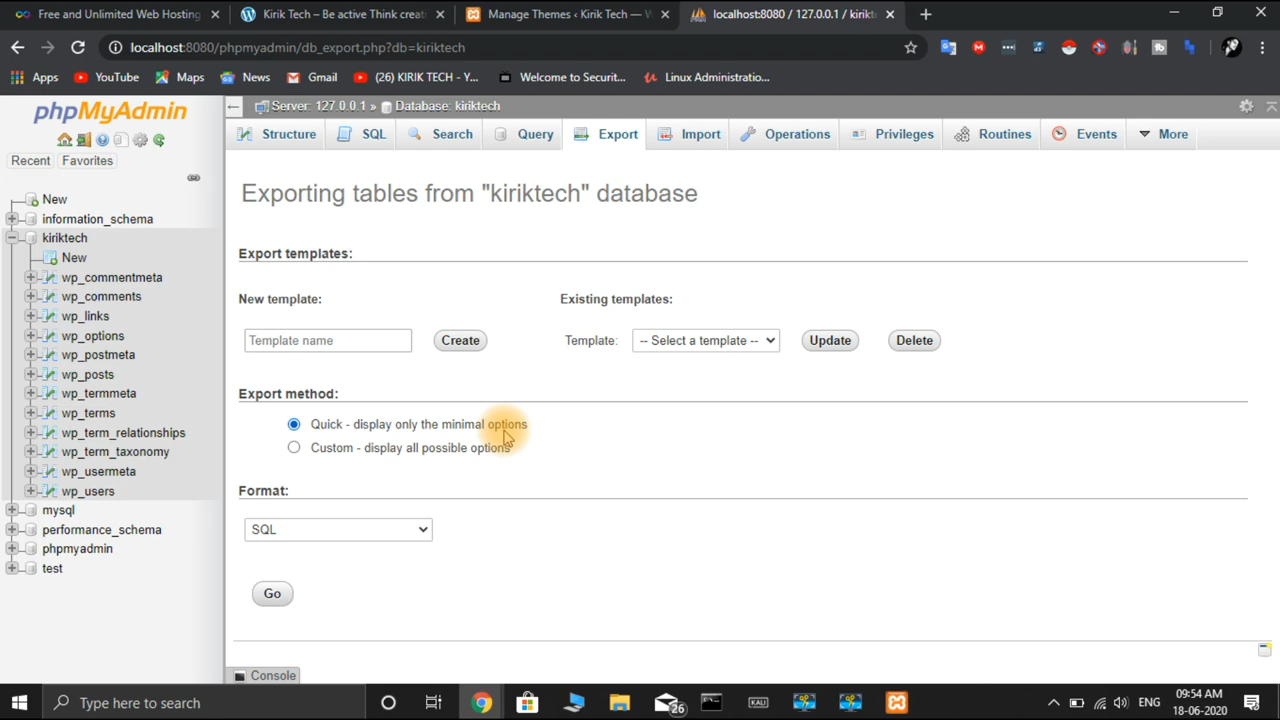 Free and Unlimited Web Hosting
Kirik Tech – Be active Think creati
Manage Themes ‹ Kirik Tech — W
localhost:8080 / 127.0.0.1 / kirikt
localhost:8080/phpmyadmin/db_export.php?db=kiriktech
Apps
YouTube
Maps
News
Gmail
(26) KIRIK TECH - Y...
Welcome to Securit...
Linux Administratio...
phpMyAdmin
Server: 127.0.0.1 » Database: kiriktech
Structure
SQL
Search
Query
Export
Import
Operations
Privileges
Routines
Events
More
Recent
Favorites
New
information_schema
kiriktech
New
wp_commentmeta
wp_comments
wp_links
wp_options
wp_postmeta
wp_posts
wp_termmeta
wp_terms
wp_term_relationships
wp_term_taxonomy
wp_usermeta
wp_users
mysql
performance_schema
phpmyadmin
test
Exporting tables from "kiriktech" database
Export templates:
New template:
Existing templates:
Template name
Create
Template:
-- Select a template --
Update
Delete
Export method:
Quick - display only the minimal options
Custom - display all possible options
Format:
SQL
Go
Console
Type here to search
26
KALI
ENG
09:54 AM
18-06-2020